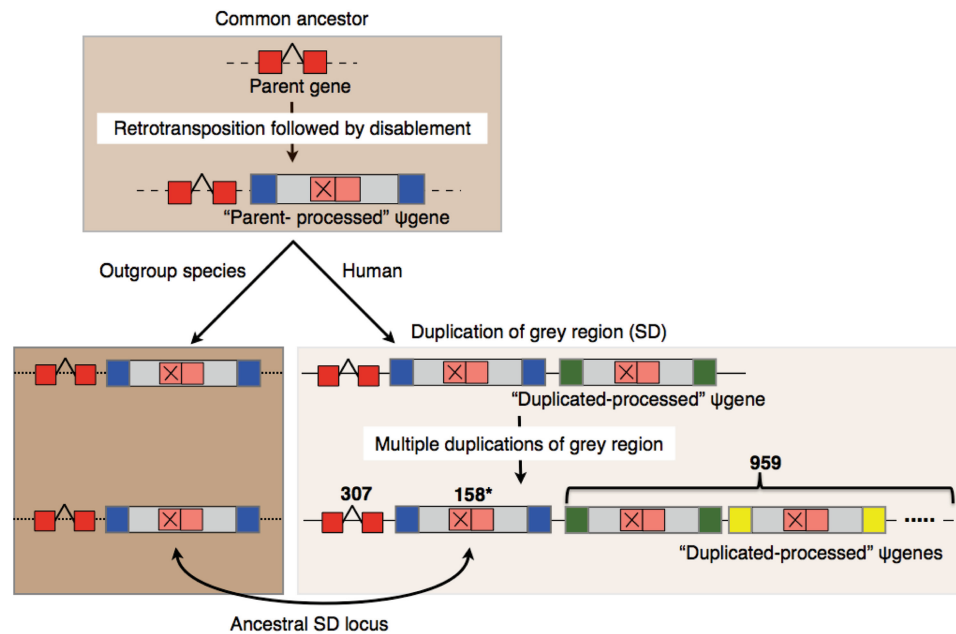 Common ancestor
Parent gene
Retrotransposition followed by disablement
X
“Parent- processed” ψgene
Outgroup species
Human
Duplication of grey region (SD)
X
X
X
“Duplicated-processed” ψgene
Multiple duplications of grey region
959
307
158*
X
X
X
X
.....
“Duplicated-processed” ψgenes
Ancestral SD locus